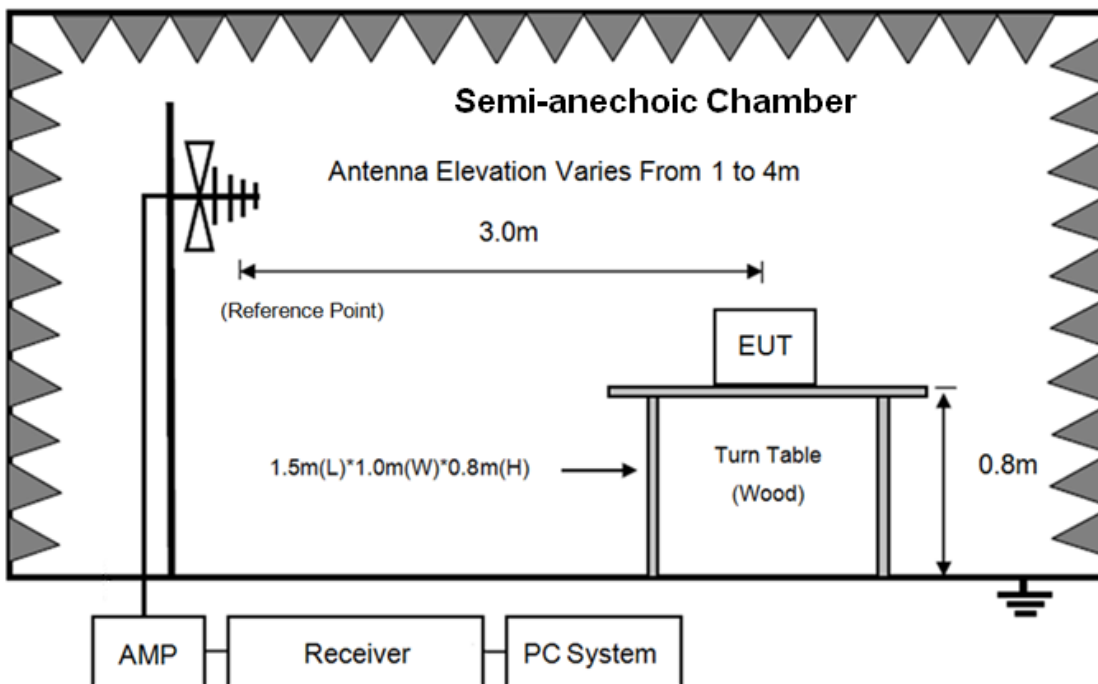 Semi-anechoic Chamber
Antenna Elevation Varies From 1 to 4m
3.0m
(Reference Point)
EUT
1.5m(L)*1.0m(W)*0.8m(H)
Turn Table
(Wood)
0.8m
AMP
Receiver
PC System